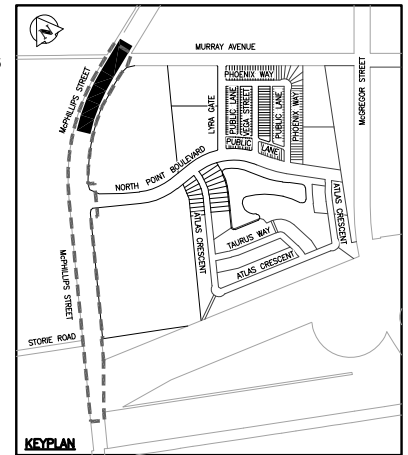 MURRAY AVENUE
McPHILLIPS STREET
McGREGOR STREET
PHOENIX WAY
LYRA GATE
PUBLIC LANE
VEGA STREET
PUBLIC LANE
PHOENIX WAY
PUBLIC
LANE
NORTH POINT BOULEVARD
ATLAS CRESCENT
ATLAS CRESCENT
TAURUS WAY
ATLAS CRESCENT
McPHILLIPS STREET
STORIE ROAD
KEYPLAN